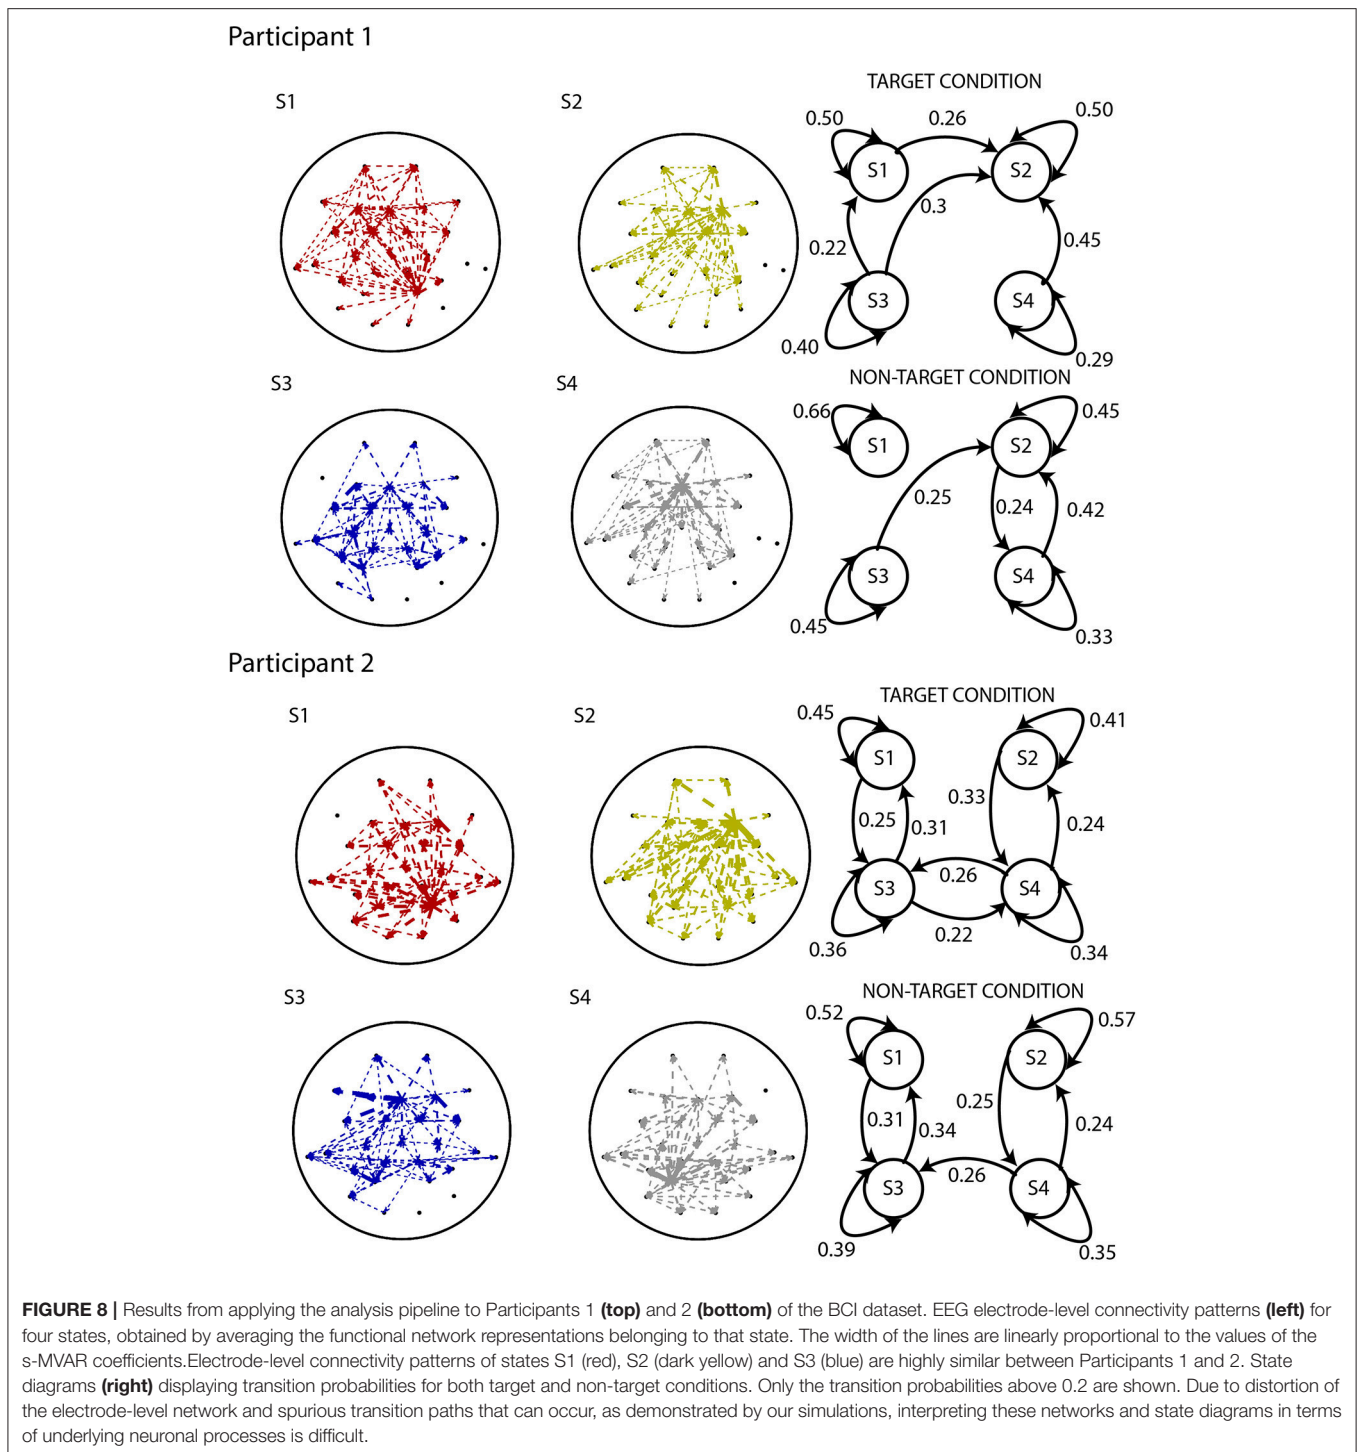 Participant 1
S1
S2
TARGET CONDITION
0.50
0.26
0.50
S1
S2
0.3
0.22
0.45
S3
S4
0.40
0.29
S3
S4
NON-TARGET CONDITION
0.66
0.45
S1
S2
0.25
0.24
0.42
S3
S4
0.45
0.33
Participant 2
S1
S2
TARGET CONDITION
0.45
0.41
S1
S2
0.25
0.31
0.33
0.24
0.26
S3
S4
0.36
0.22
0.34
S3
S4
NON-TARGET CONDITION
0.52
0.57
S1
S2
0.31
0.34
0.25
0.24
0.26
S3
S4
0.39
0.35
FIGURE 8 | Results from applying the analysis pipeline to Participants 1 (top) and 2 (bottom) of the BCI dataset. EEG electrode-level connectivity patterns (left) for
four states, obtained by averaging the functional network representations belonging to that state. The width of the lines are linearly proportional to the values of the
s-MVAR coefficients.Electrode-level connectivity patterns of states S1 (red), S2 (dark yellow) and S3 (blue) are highly similar between Participants 1 and 2. State
diagrams (right) displaying transition probabilities for both target and non-target conditions. Only the transition probabilities above 0.2 are shown. Due to distortion of
the electrode-level network and spurious transition paths that can occur, as demonstrated by our simulations, interpreting these networks and state diagrams in terms
of underlying neuronal processes is difficult.